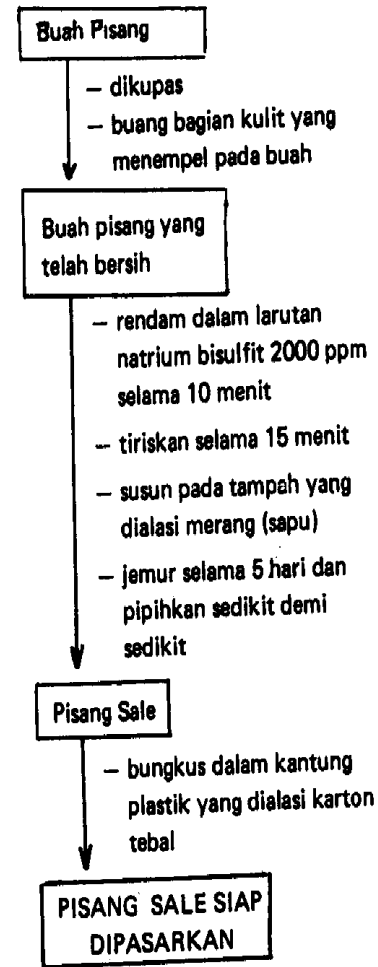 Buah Pisang
– dikupas
– buang bagian kulit yang
menempel pada buah
Buah pisang yang
telah bersih
– rendam dalam larutan
natrium bisulfit 2000 ppm
selama 10 menit
– tiriskan selama 15 menit
– susun pada tampah yang
dialasi merang (sapu)
– jemur selama 5 hari dan
pipihkan sedikit demi
sedikit
Pisang Sale
– bungkus dalam kantung
plastik yang dialasi karton
tebal
PISANG SALE SIAP
DIPASARKAN